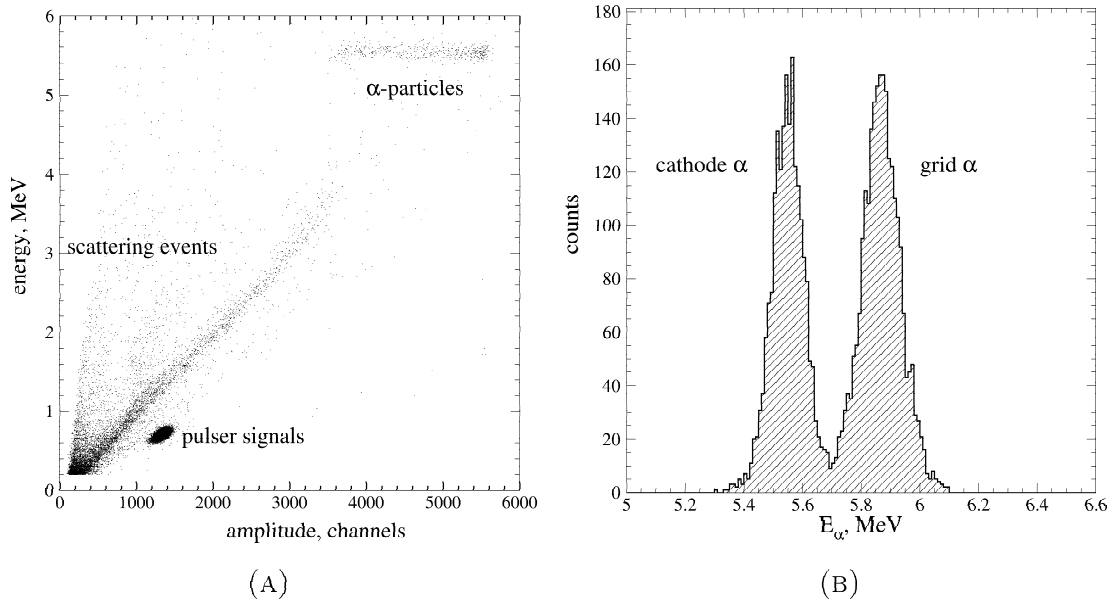 6
5
4
3
2
1
0
energy, MeV
α-particles
scattering events
pulser signals
0 1000 2000 3000 4000 5000 6000
amplitude, channels
(A)
180
160
140
120
100
80
60
40
20
0
counts
cathode α
grid α
5 5.2 5.4 5.6 5.8 6 6.2 6.4 6.6
Eα, MeV
(B)